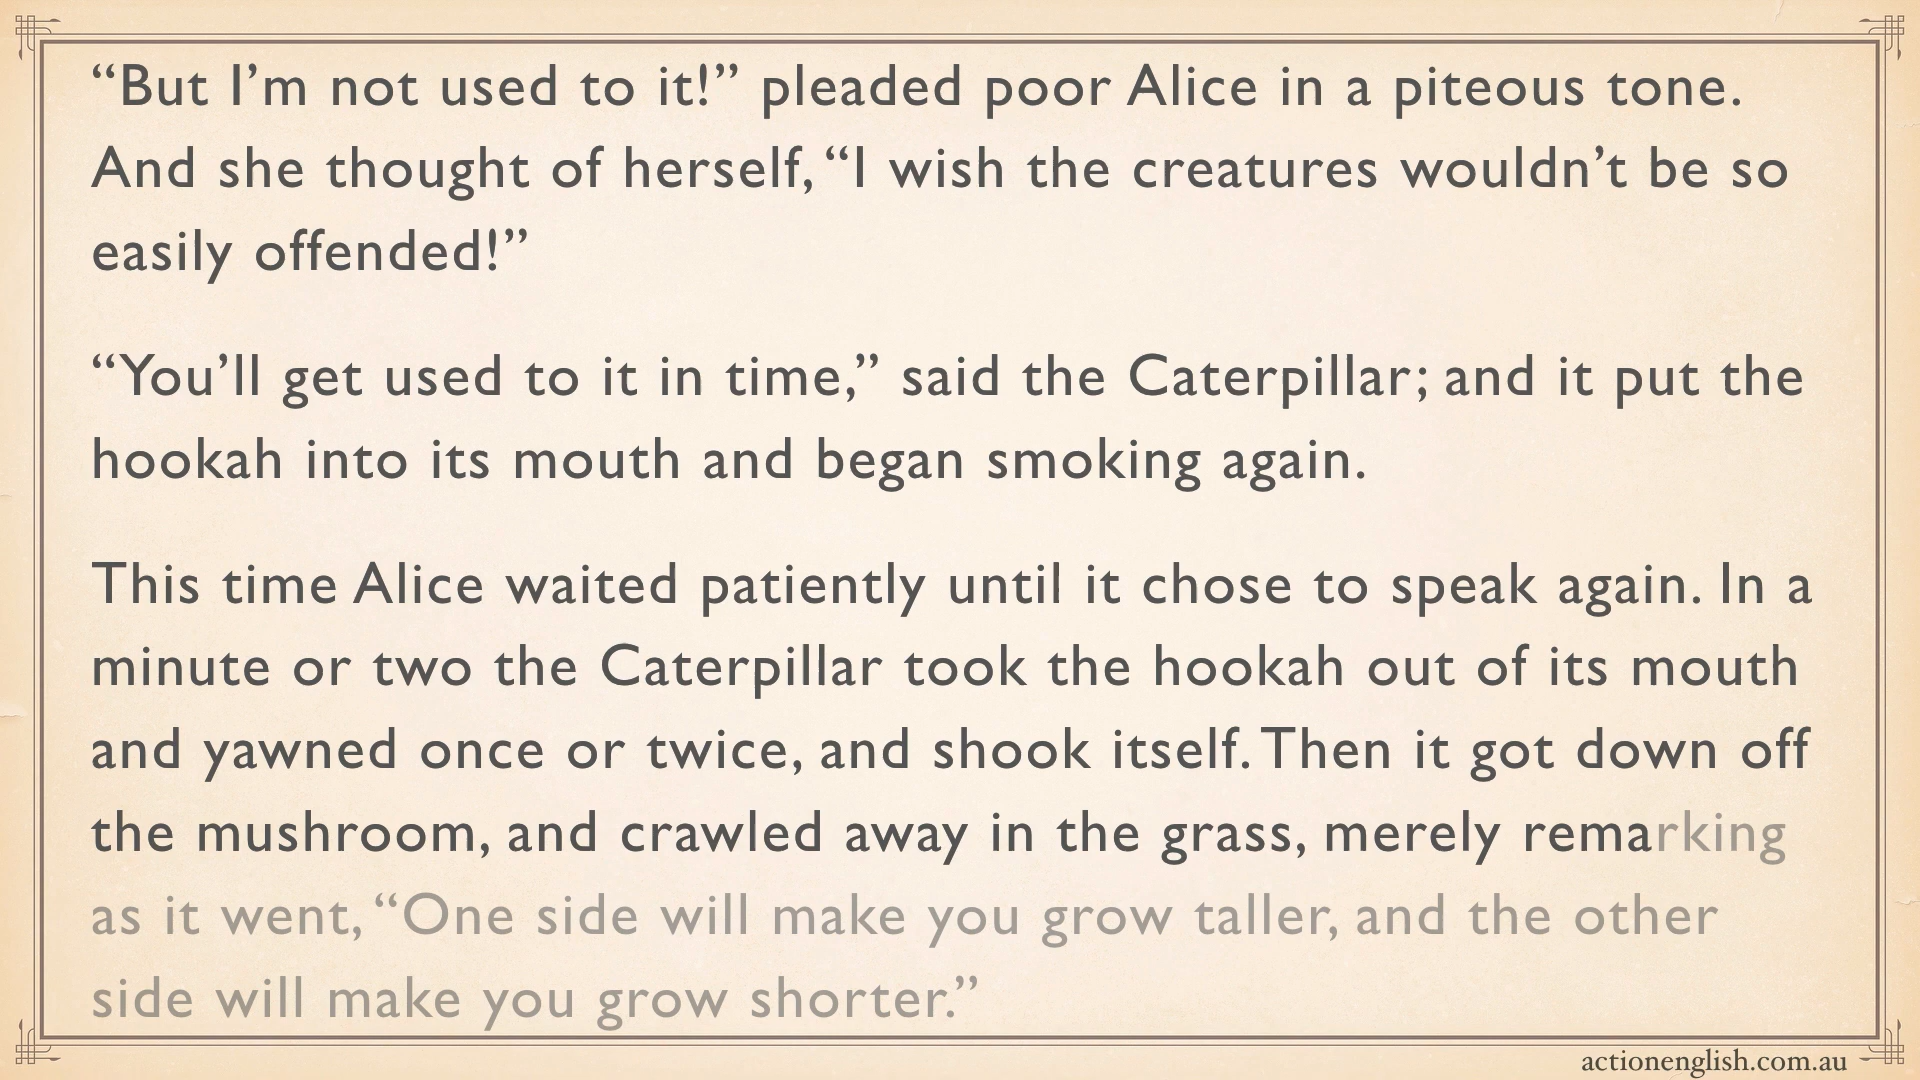 “But I’m not used to it!” pleaded poor Alice in a piteous tone.
And she thought of herself, “I wish the creatures wouldn’t be so
easily offended!”
“You’ll get used to it in time,” said the Caterpillar; and it put the
hookah into its mouth and began smoking again.
This time Alice waited patiently until it chose to speak again. In a
minute or two the Caterpillar took the hookah out of its mouth
and yawned once or twice, and shook itself. Then it got down off
the mushroom, and crawled away in the grass, merely remarking
as it went, “One side will make you grow taller, and the other
side will make you grow shorter.”
actionenglish.com.au